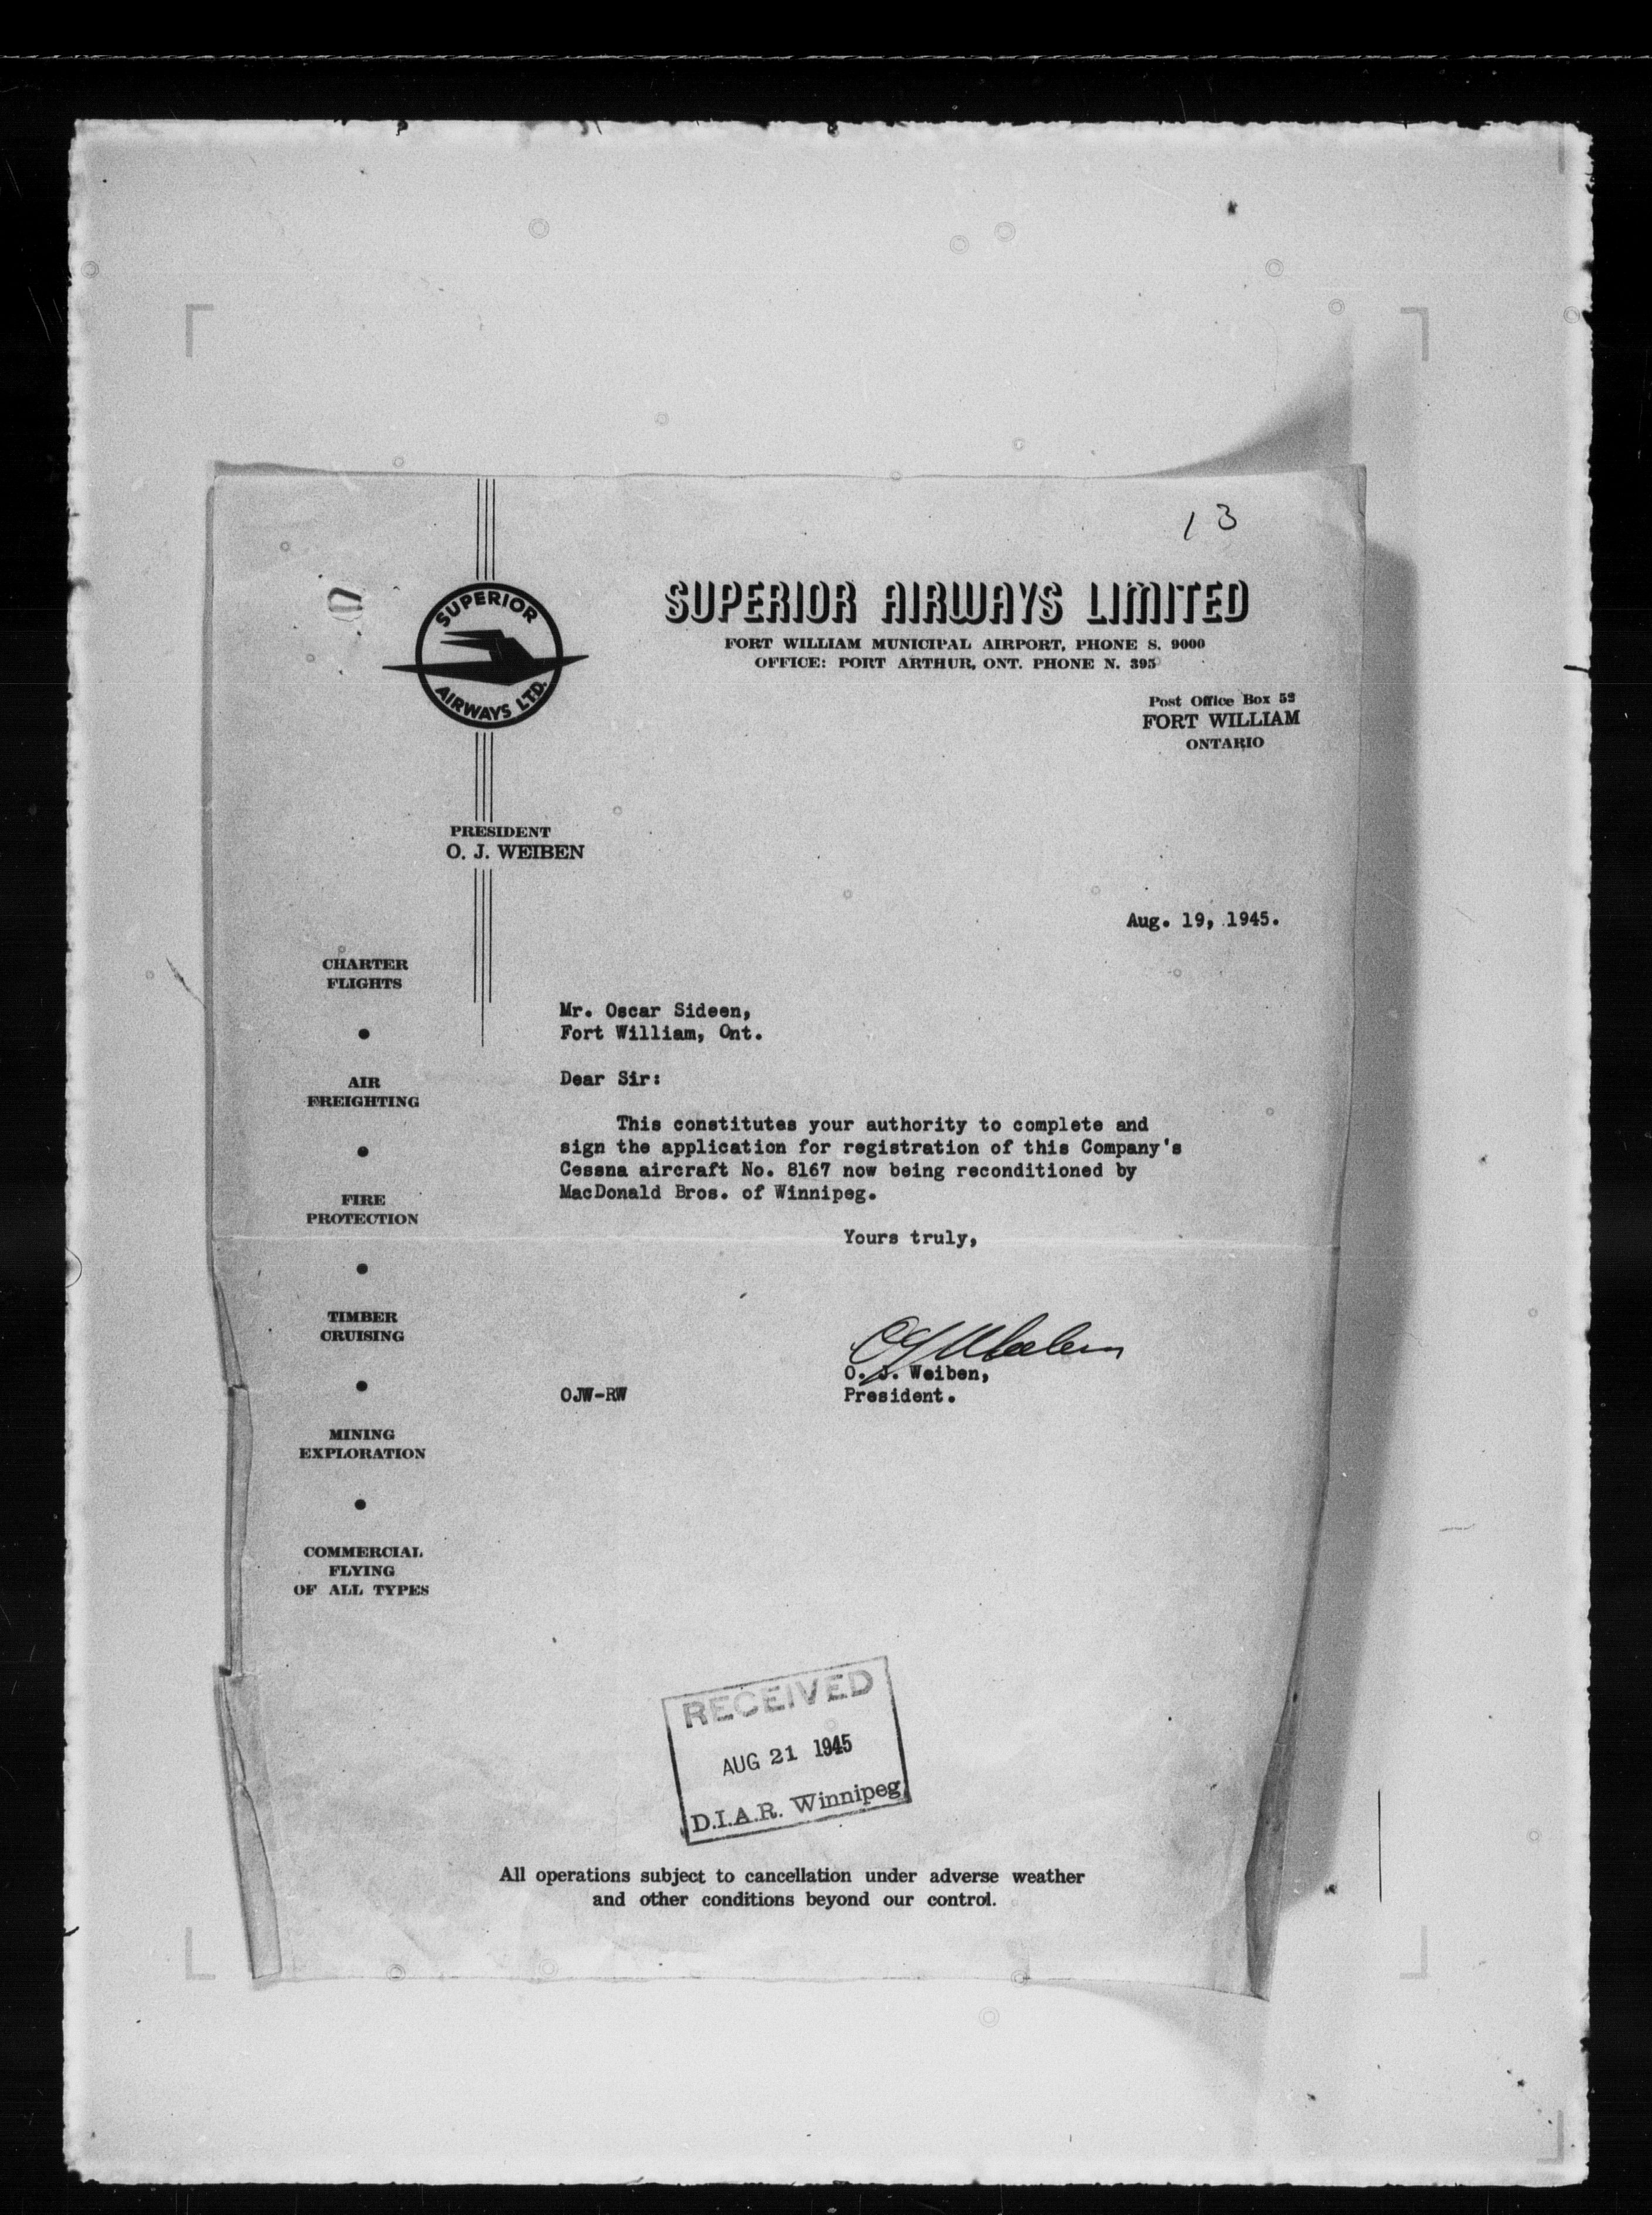 13
SUPERIOR
AIRWAYS LTD.
SUPERIOR AIRWAYS LIMITED
FORT WILLIAM MUNICIPAL AIRPORT, PHONE S. 9000
OFFICE: PORT ARTHUR, ONT. PHONE N. 395
Post Office Box 52
FORT WILLIAM
ONTARIO
PRESIDENT
O. J. WEIBEN
Aug. 19, 1945.
CHARTER
FLIGHTS
AIR
FREIGHTING
FIRE
PROTECTION
TIMBER
CRUISING
MINING
EXPLORATION
COMMERCIAL
FLYING
OF ALL TYPES
Mr. Oscar Sideen,
Fort William, Ont.
Dear Sir:
This constitutes your authority to complete and
sign the application for registration of this Company's
Cessna aircraft No. 8167 now being reconditioned by
MacDonald Bros. of Winnipeg.
Yours truly,
OJ Weiben
O. J. Weiben,
OJW-RW President.
RECEIVED
AUG 21 1945
D.I.A.R. Winnipeg
All operations subject to cancellation under adverse weather
and other conditions beyond our control.